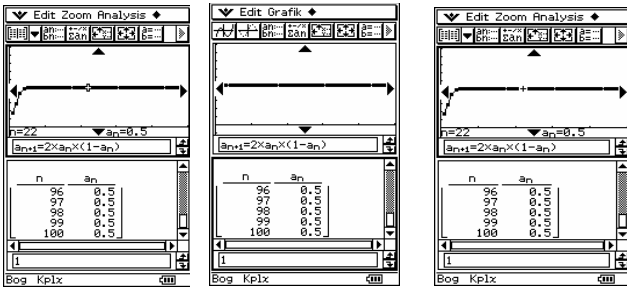 Edit Zoom Analysis
n=22 an=0.5
an+1=2×an×(1-an)
n an
96 0.5
97 0.5
98 0.5
99 0.5
100 0.5
1
Bog Kplx
Edit Grafik
an+1=2×an×(1-an)
n an
96 0.5
97 0.5
98 0.5
99 0.5
100 0.5
1
Bog Kplx
Edit Zoom Analysis
n=22 an=0.5
an+1=2×an×(1-an)
n an
96 0.5
97 0.5
98 0.5
99 0.5
100 0.5
1
Bog Kplx